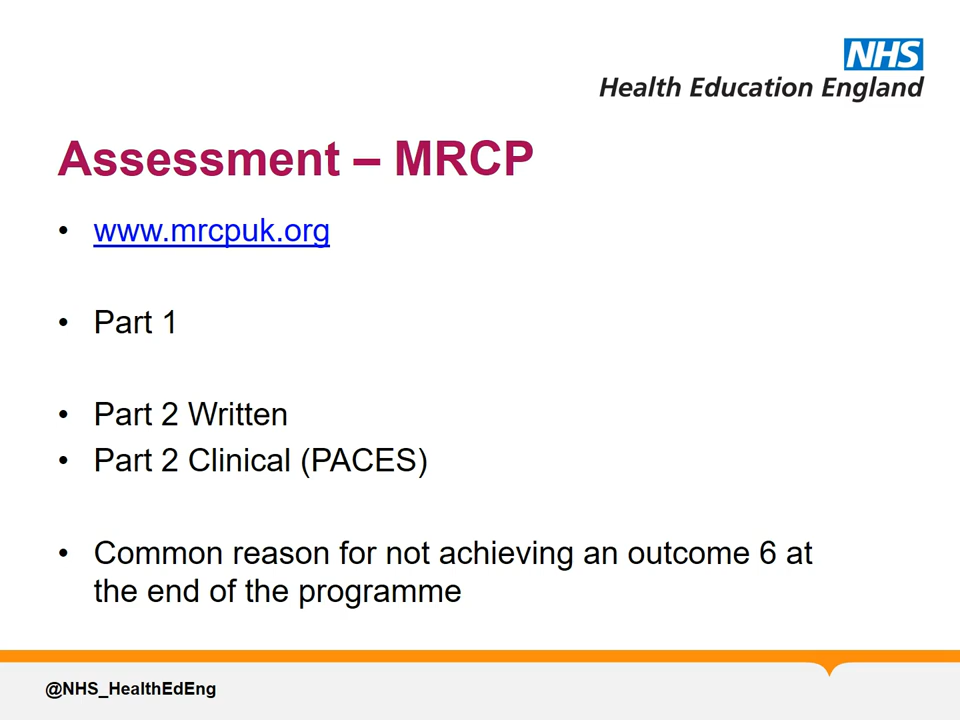 NHS
Health Education England
Assessment – MRCP
• www.mrcpuk.org
• Part 1
• Part 2 Written
• Part 2 Clinical (PACES)
• Common reason for not achieving an outcome 6 at
the end of the programme
@NHS_HealthEdEng